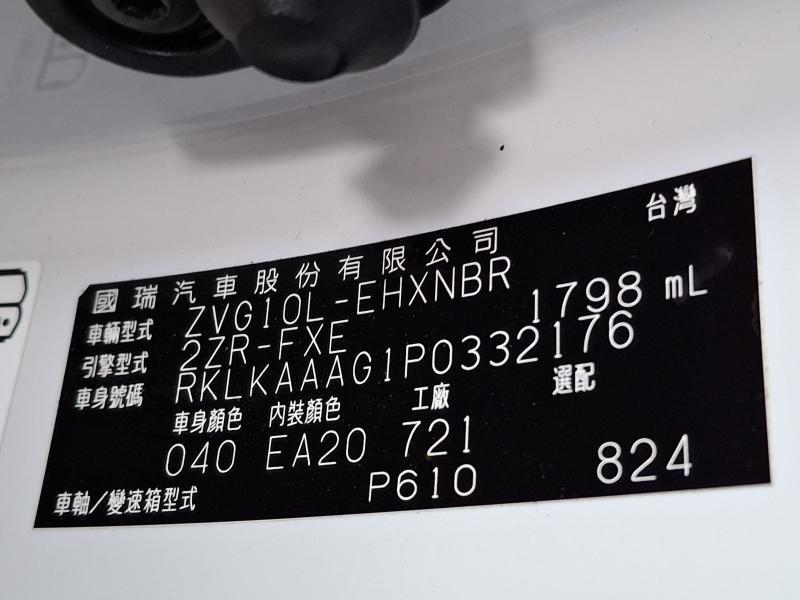 國瑞汽車股份有限公司 台灣
車輛型式 ZVG10L-EHXNBR
引擎型式 2ZR-FXE 1798 mL
車身號碼 RKLKAAAG1P0332176
車身顏色 內裝顏色 工廠 選配
040 EA20 721
車軸／變速箱型式 P610 824